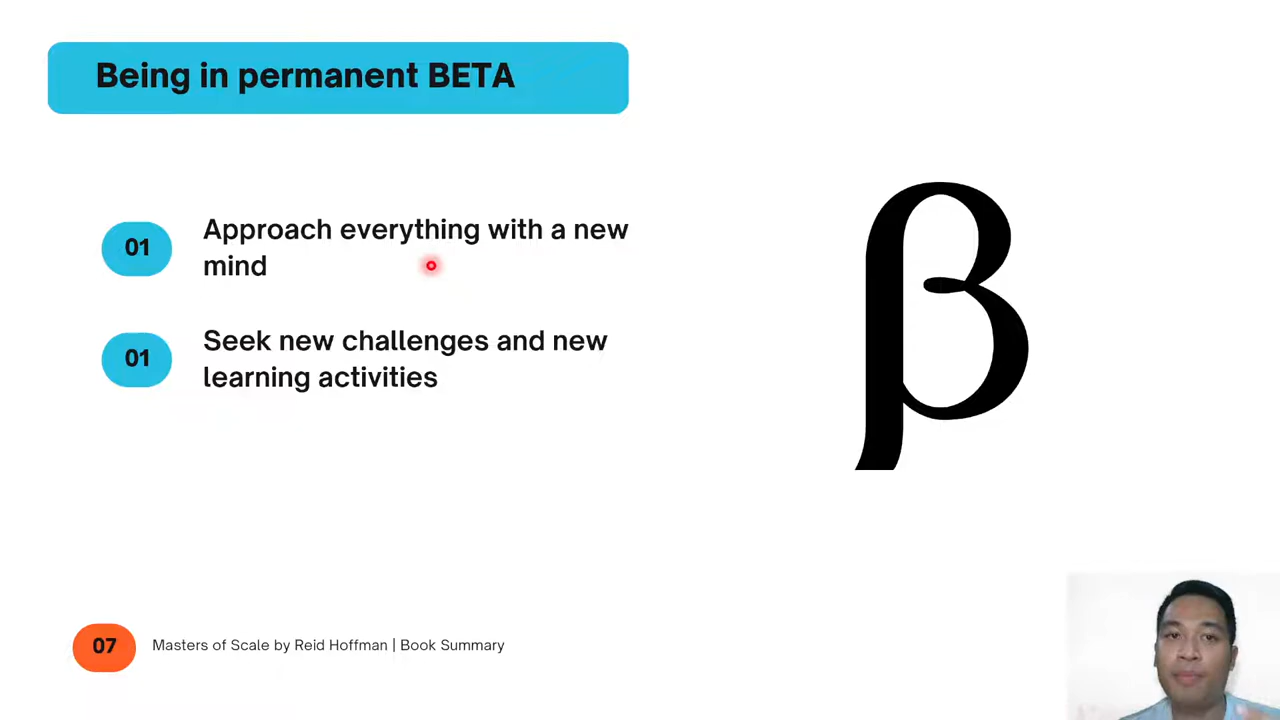 Being in permanent BETA
01
Approach everything with a new
mind
01
Seek new challenges and new
learning activities
β
07
Masters of Scale by Reid Hoffman | Book Summary